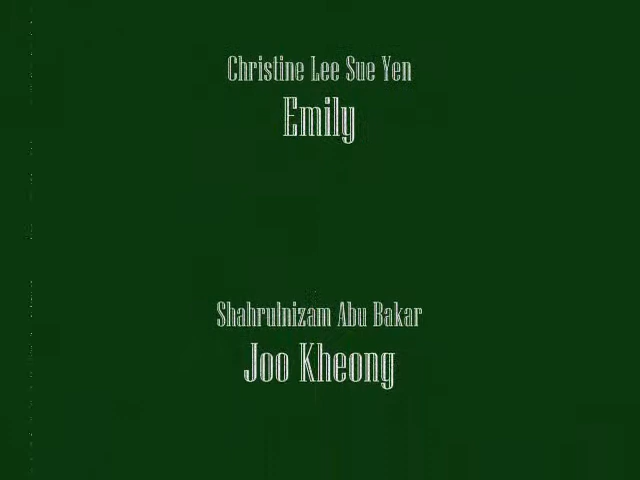 Christine Lee Sue Yen
Emily
Shahrulnizam Abu Bakar
Joo Kheong